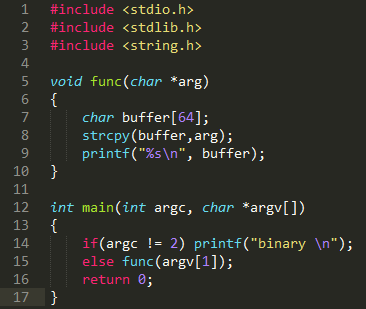 1 #include <stdio.h>
2 #include <stdlib.h>
3 #include <string.h>
4
5 void func(char *arg)
6 {
7     char buffer[64];
8     strcpy(buffer,arg);
9     printf("%s\n", buffer);
10 }
11
12 int main(int argc, char *argv[])
13 {
14     if(argc != 2) printf("binary \n");
15     else func(argv[1]);
16     return 0;
17 }